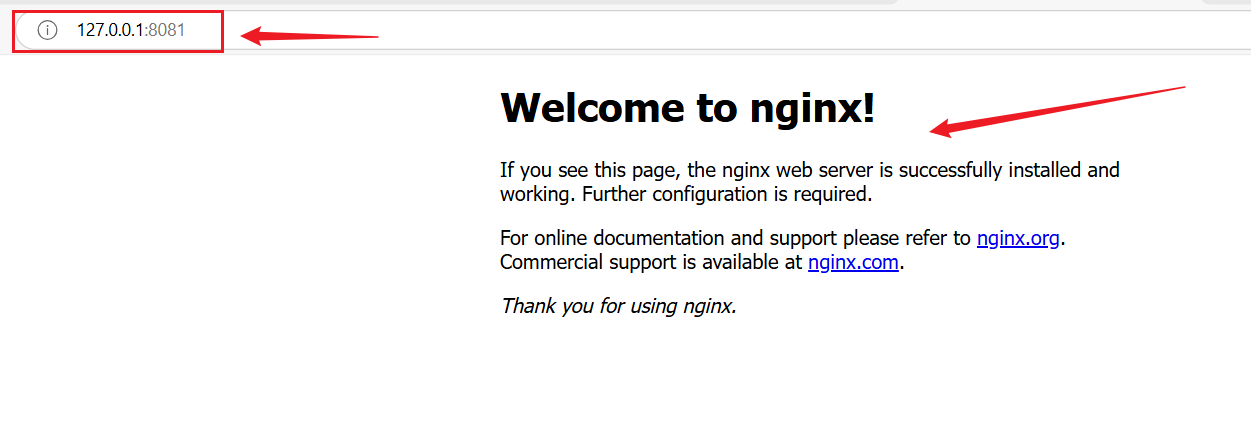 127.0.0.1:8081
Welcome to nginx!
If you see this page, the nginx web server is successfully installed and
working. Further configuration is required.
For online documentation and support please refer to nginx.org.
Commercial support is available at nginx.com.
Thank you for using nginx.